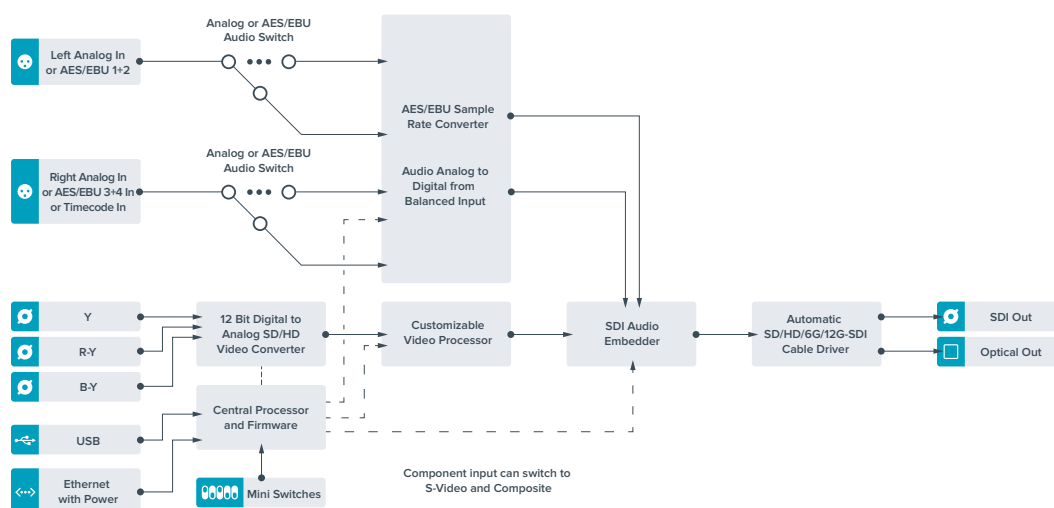 Analog or AES/EBU
Audio Switch
Left Analog In
or AES/EBU 1+2
AES/EBU Sample
Rate Converter
Analog or AES/EBU
Audio Switch
Right Analog In
or AES/EBU 3+4 In
or Timecode In
Audio Analog to
Digital from
Balanced Input
Y
R-Y
B-Y
12 Bit Digital to
Analog SD/HD
Video Converter
Customizable
Video Processor
SDI Audio
Embedder
Automatic
SD/HD/6G/12G-SDI
Cable Driver
SDI Out
Optical Out
USB
Central Processor
and Firmware
Ethernet
with Power
Mini Switches
Component input can switch to
S-Video and Composite